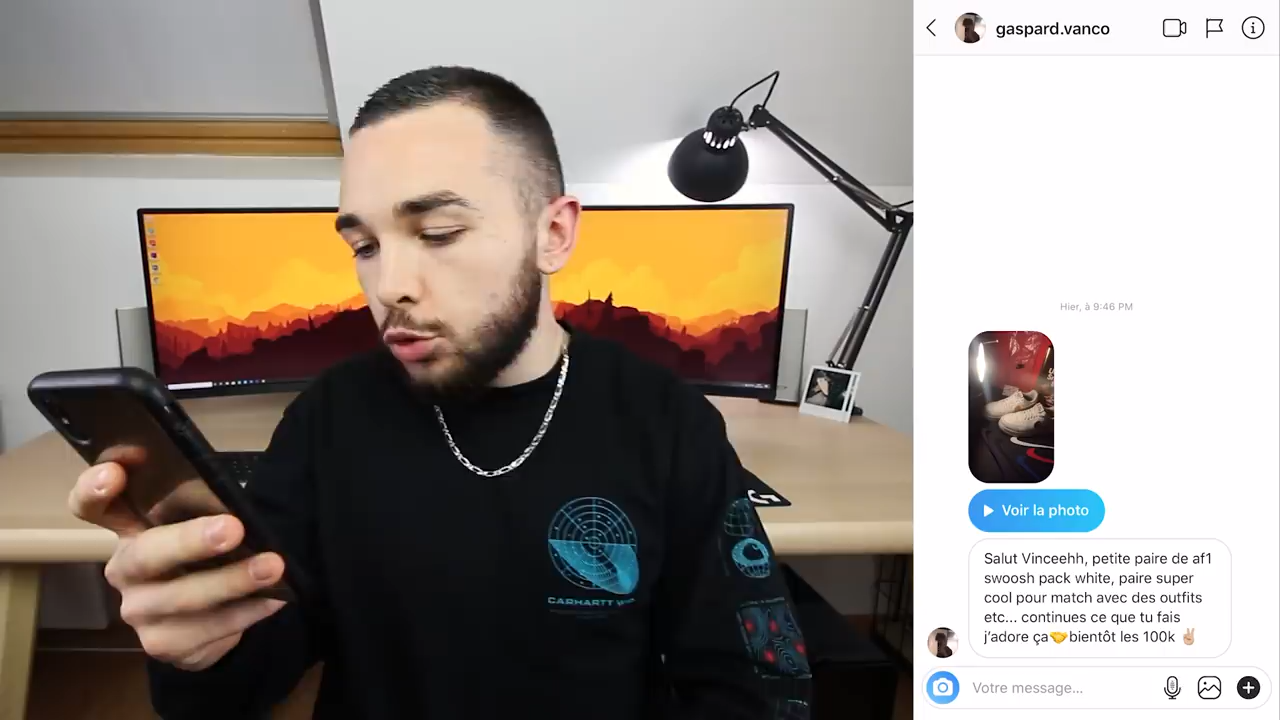 gaspard.vanco
Hier, à 9:46 PM
Voir la photo
Salut Vinceehh, petite paire de af1
swoosh pack white, paire super
cool pour match avec des outfits
etc... continues ce que tu fais
j'adore ça🤝bientôt les 100k ✌🏼
Votre message...
CARHARTT